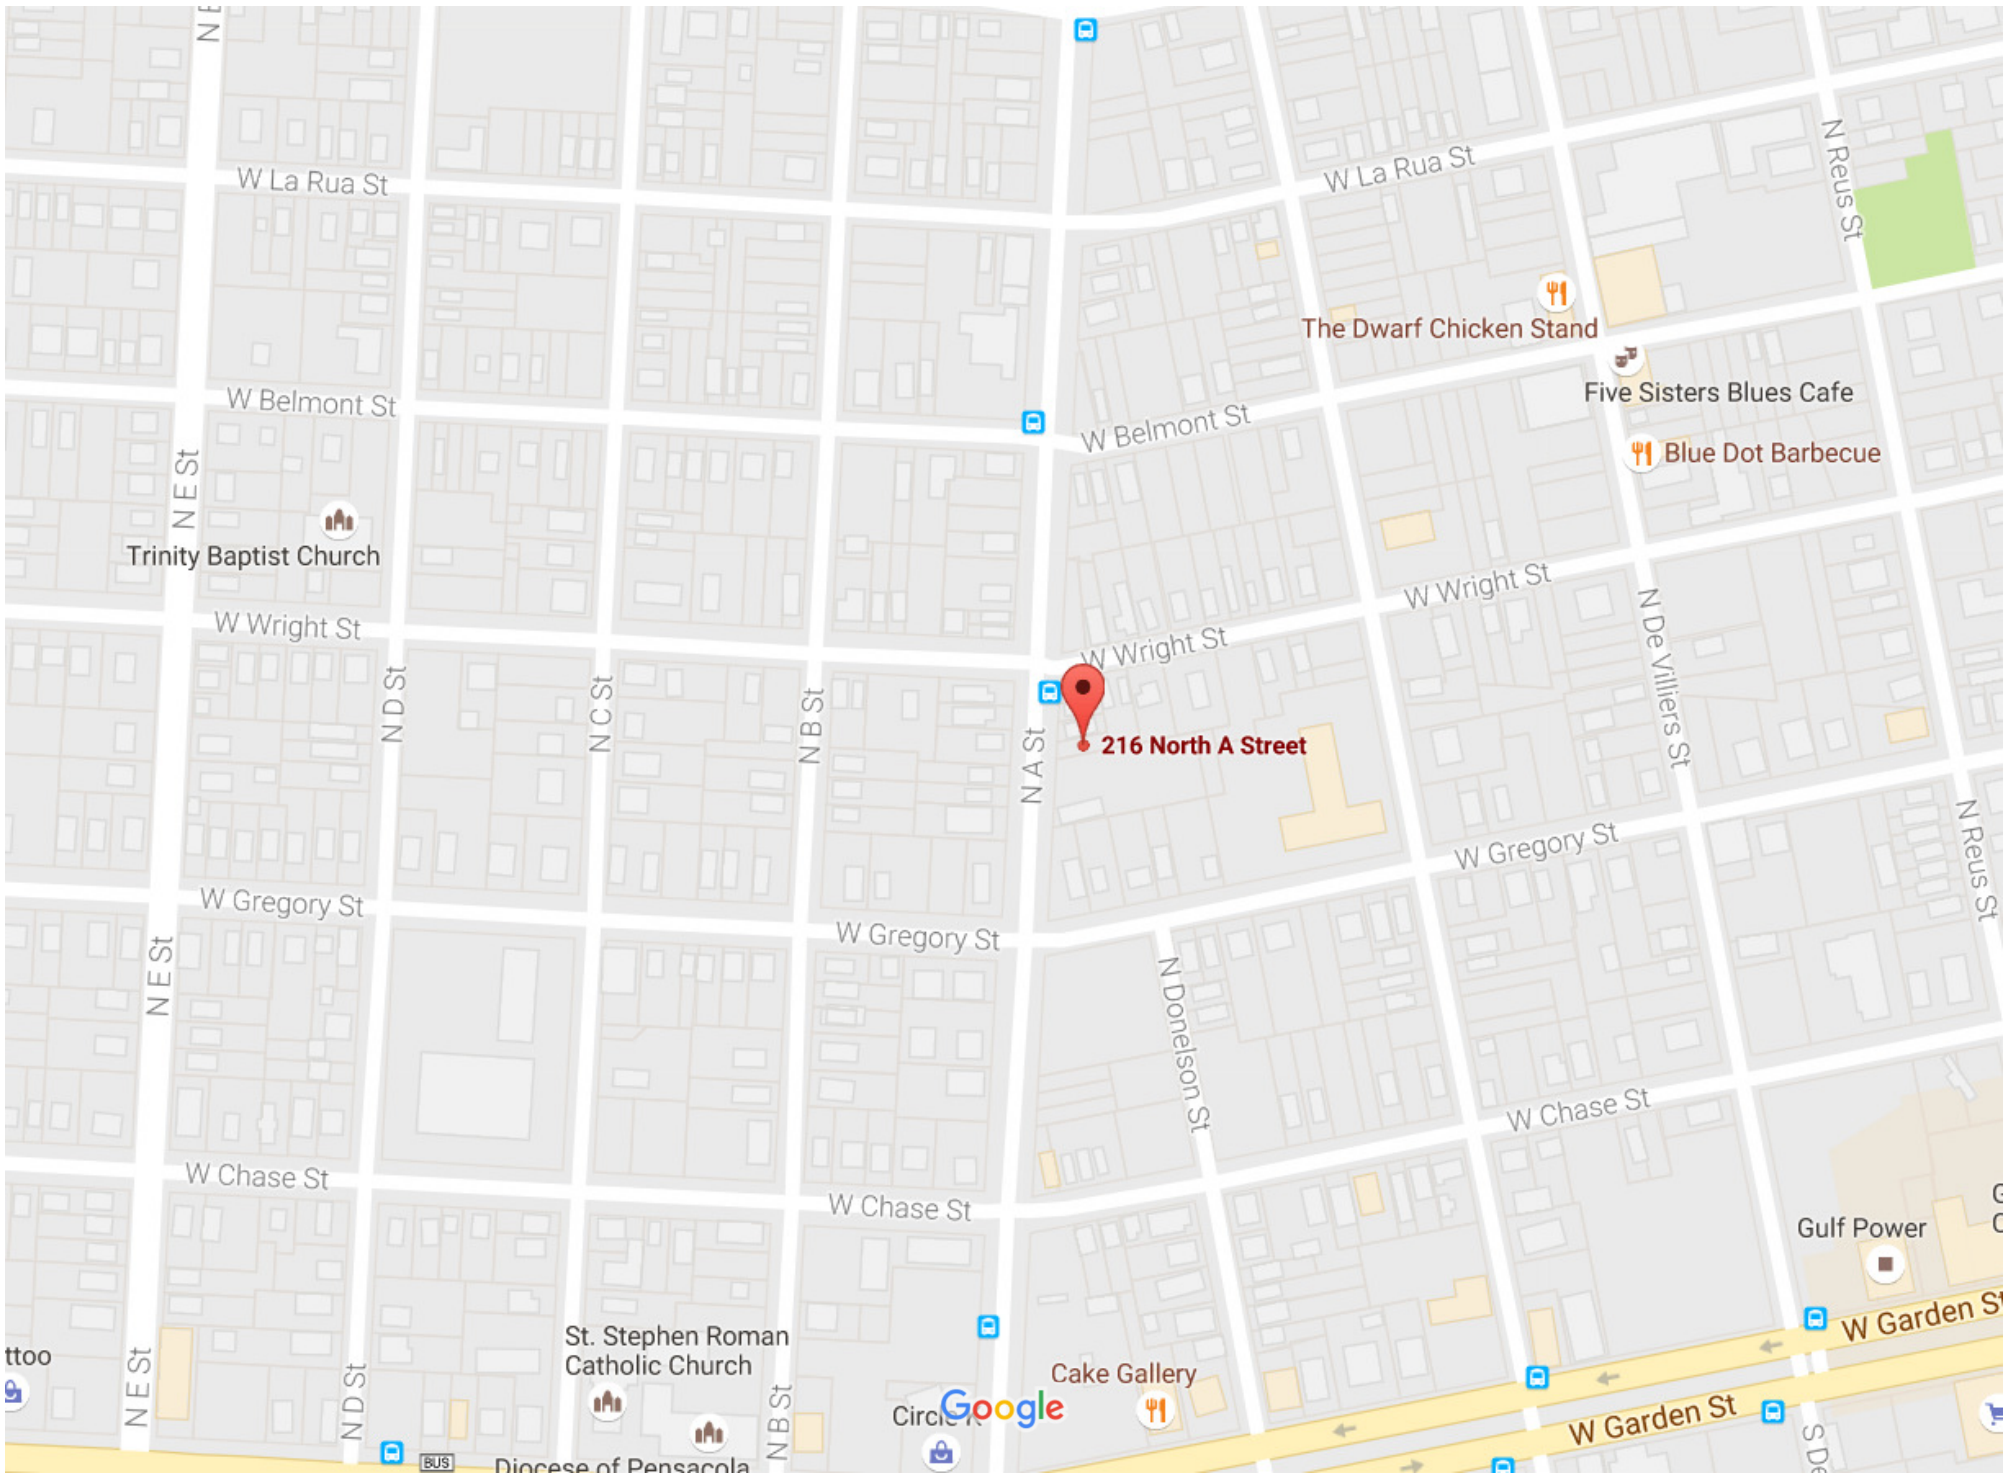 N E
W La Rua St
W La Rua St
N Reus St
The Dwarf Chicken Stand
Five Sisters Blues Cafe
W Belmont St
W Belmont St
Blue Dot Barbecue
N E St
Trinity Baptist Church
W Wright St
W Wright St
W Wright St
N De Villiers St
N D St
N C St
N B St
N A St
216 North A Street
W Gregory St
W Gregory St
W Gregory St
N Reus St
N E St
N Donelson St
W Chase St
W Chase St
W Chase St
Gulf Power
G
C
W Garden St
St. Stephen Roman
Catholic Church
ttoo
N E St
N D St
N B St
Cake Gallery
Circle K
Google
W Garden St
S De
BUS
Diocese of Pensacola